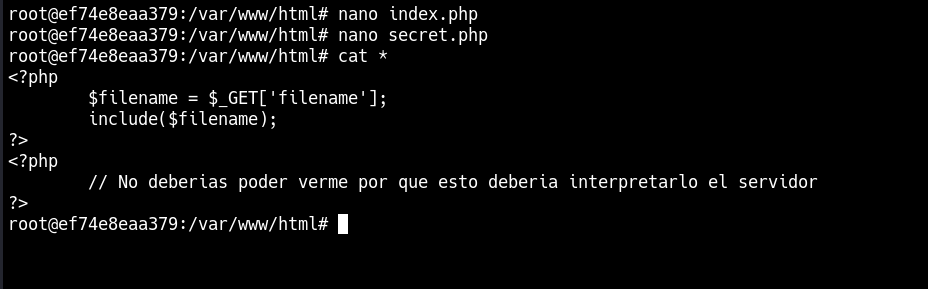 root@ef74e8eaa379:/var/www/html# nano index.php
root@ef74e8eaa379:/var/www/html# nano secret.php
root@ef74e8eaa379:/var/www/html# cat *
<?php
        $filename = $_GET['filename'];
        include($filename);
?>
<?php
        // No deberias poder verme por que esto deberia interpretarlo el servidor
?>
root@ef74e8eaa379:/var/www/html#